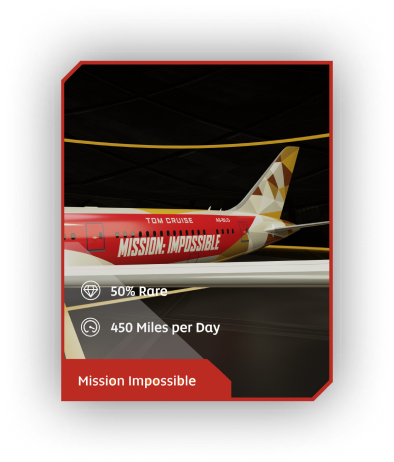 TOM CRUISE
MISSION: IMPOSSIBLE
50% Rare
450 Miles per Day
Mission Impossible